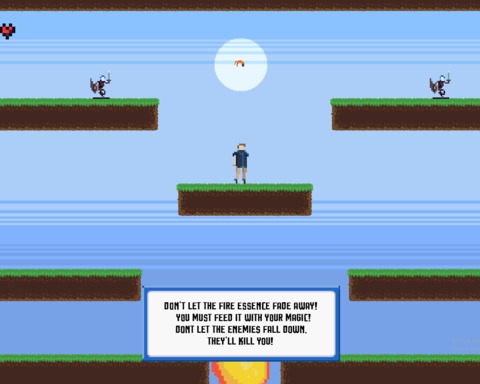 DON'T LET THE FIRE ESSENCE FADE AWAY!
YOU MUST FEED IT WITH YOUR MAGIC!
DONT LET THE ENEMIES FALL DOWN,
THEY'LL KILL YOU!